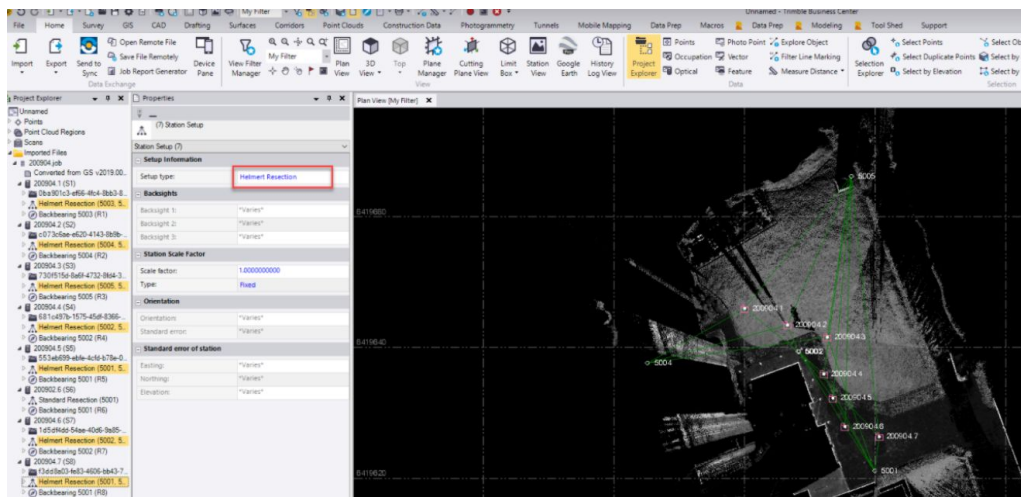 My Filter
Unnamed - Trimble Business Center
File Home Survey GIS CAD Drafting Surfaces Corridors Point Clouds Construction Data Photogrammetry Tunnels Mobile Mapping Data Prep Macros Data Prep Modeling Tool Shed Support
Import
Export
Send to Sync
Open Remote File
Save File Remotely
Job Report Generator
Device Pane
Data Exchange
View Filter Manager
My Filter
Plan View
3D View
Top
Plane Manager
Cutting Plane View
Limit Box
Station View
Google Earth
History Log View
View
Project Explorer
Points
Occupation
Optical
Photo Point
Vector
Feature
Explore Object
Filter Line Marking
Measure Distance
Data
Selection Explorer
Select Points
Select Duplicate Points
Select by Elevation
Select Ob
Select by
Select by
Selection
Project Explorer
Unnamed
Points
Point Cloud Regions
Scans
Imported Files
200904.job
Converted from GS v2019.00...
200904.1 (S1)
Helmert Resection (5003, 5...
Backbearing 5003 (R1)
200904.2 (S2)
Helmert Resection (5004, 5...
Backbearing 5004 (R2)
200904.3 (S3)
Helmert Resection (5005, 5...
Backbearing 5005 (R3)
200904.4 (S4)
Helmert Resection (5002, 5...
Backbearing 5002 (R4)
200904.5 (S5)
Helmert Resection (5001, 5...
Backbearing 5001 (R5)
200902.6 (S6)
Standard Resection (5001)
Backbearing 5001 (R6)
200904.6 (S7)
Helmert Resection (5002, 5...
Backbearing 5002 (R7)
200904.7 (S8)
Helmert Resection (5001, 5...
Backbearing 5001 (R8)
Properties
(7) Station Setup
Station Setup (7)
Setup Information
Setup type: Helmert Resection
Backsights
Backsight 1: "Varies"
Backsight 2: "Varies"
Backsight 3: "Varies"
Station Scale Factor
Scale factor: 1.0000000000
Type: Fixed
Orientation
Orientation: "Varies"
Standard error: "Varies"
Standard error of station
Easting: "Varies"
Northing: "Varies"
Elevation: "Varies"
Plan View [My Filter]
5005
6419660
200904.1
200904.2
200904.3
6419640
5002
5004
200904.4
200904.5
200904.6
200904.7
5001
6419620